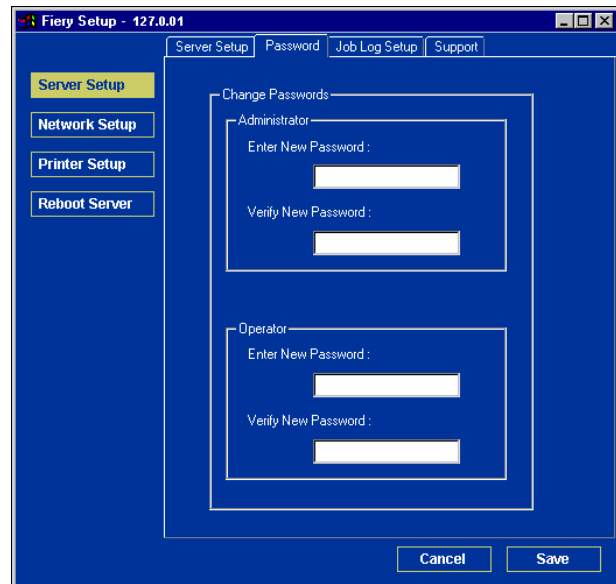 Fiery Setup - 127.0.01
Server Setup Password Job Log Setup Support
Server Setup
Network Setup
Printer Setup
Reboot Server
Change Passwords
Administrator
Enter New Password :
Verify New Password :
Operator
Enter New Password :
Verify New Password :
Cancel Save